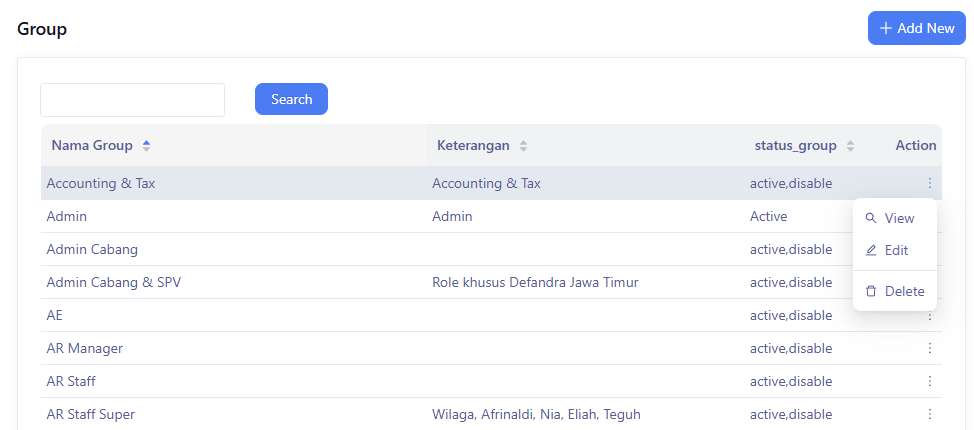 Group
+ Add New
Search
Nama Group Keterangan status_group Action
Accounting & Tax Accounting & Tax active,disable
Admin Admin Active
View
Admin Cabang active,disable
Edit
Admin Cabang & SPV Role khusus Defandra Jawa Timur active,disable
Delete
AE active,disable
AR Manager active,disable
AR Staff active,disable
AR Staff Super Wilaga, Afrinaldi, Nia, Eliah, Teguh active,disable